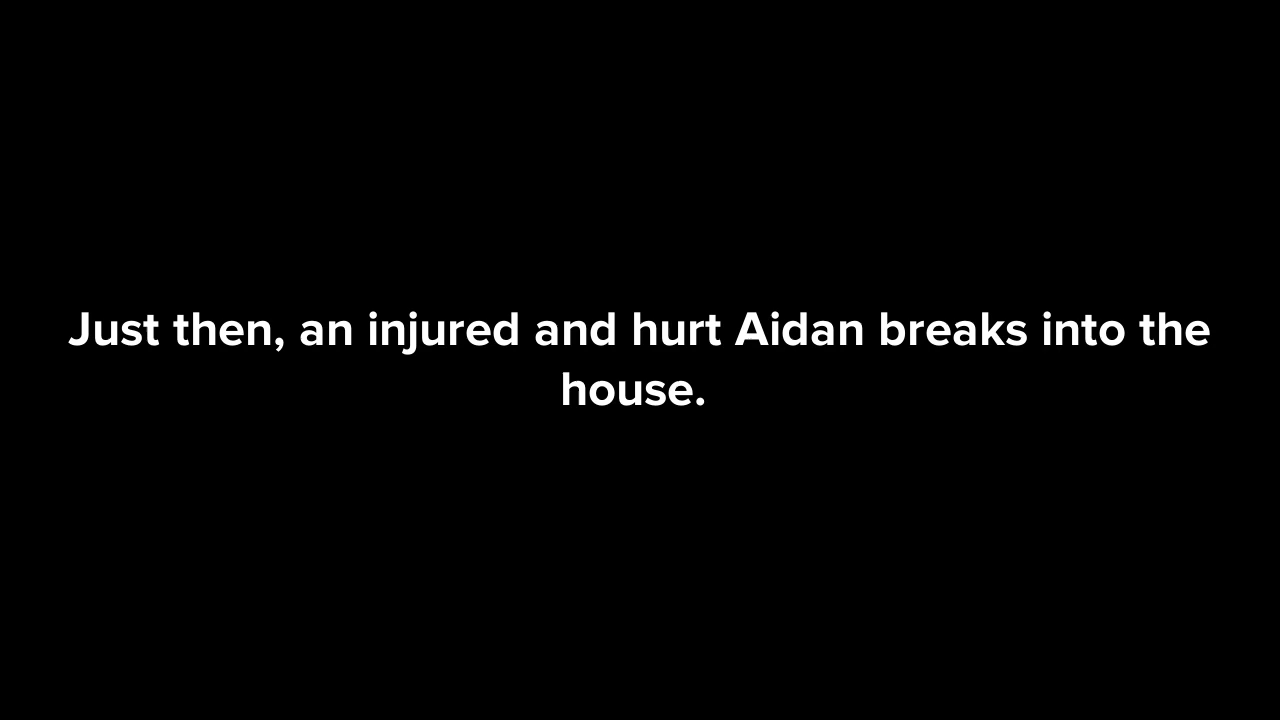 Just then, an injured and hurt Aidan breaks into the
house.